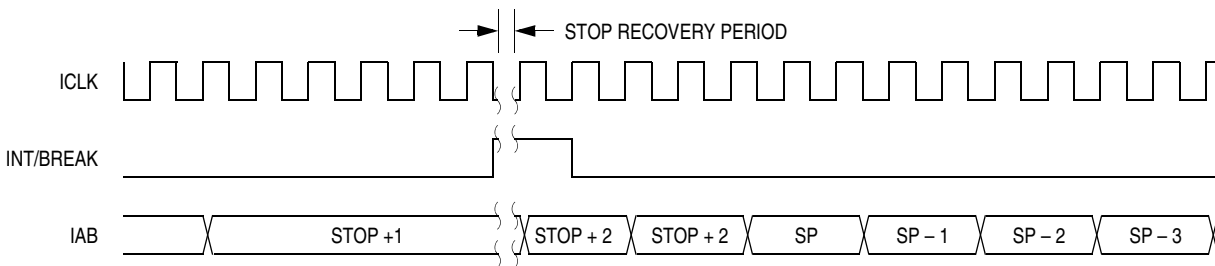 STOP RECOVERY PERIOD
ICLK
INT/BREAK
IAB STOP +1 STOP + 2 STOP + 2 SP SP – 1 SP – 2 SP – 3